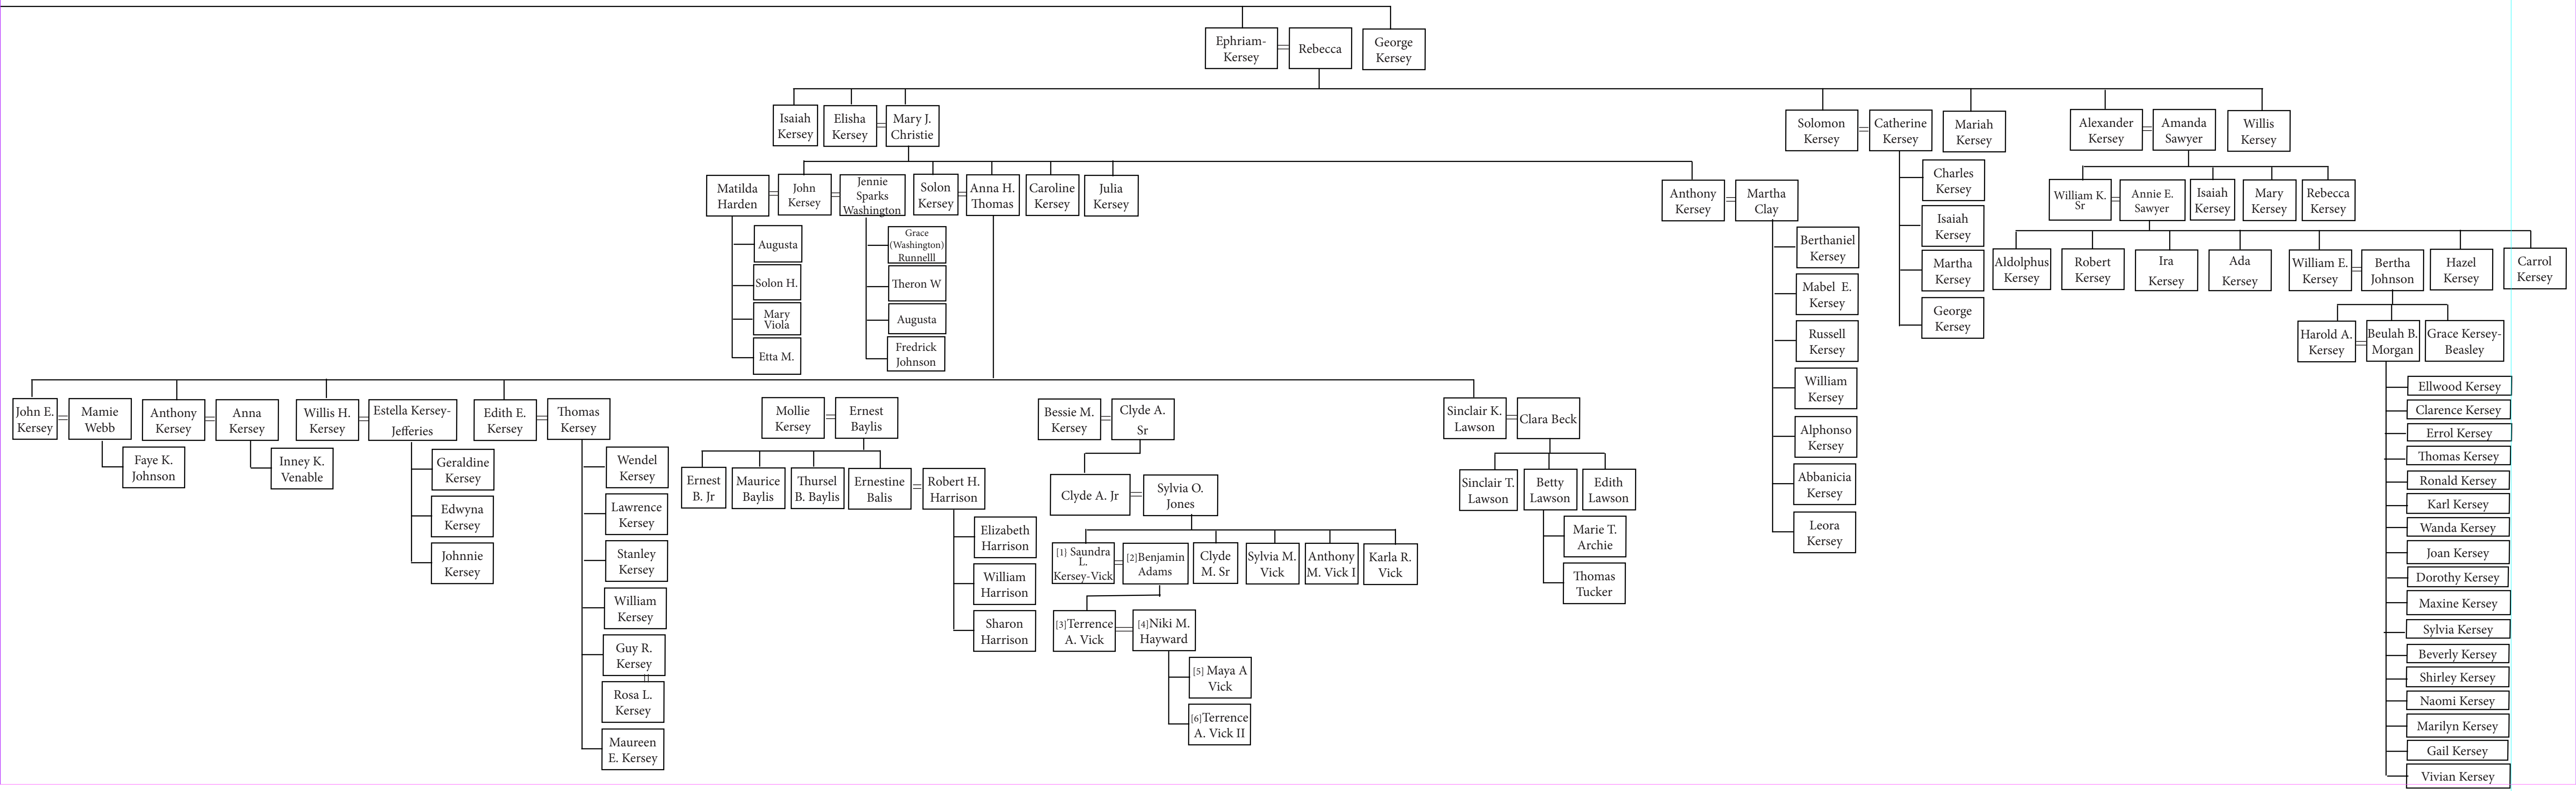 Ephriam-
Kersey
Rebecca
George
Kersey
Isaiah
Kersey
Elisha
Kersey
Mary J.
Christie
Solomon
Kersey
Catherine
Kersey
Mariah
Kersey
Alexander
Kersey
Amanda
Sawyer
Willis
Kersey
Matilda
Harden
John
Kersey
Jennie
Sparks
Washington
Solon
Kersey
Anna H.
Thomas
Caroline
Kersey
Julia
Kersey
Anthony
Kersey
Martha
Clay
Charles
Kersey
Isaiah
Kersey
Martha
Kersey
George
Kersey
William K.
Sr
Annie E.
Sawyer
Isaiah
Kersey
Mary
Kersey
Rebecca
Kersey
Augusta
Solon H.
Mary
Viola
Etta M.
Grace
(Washington)
Runnelll
Theron W
Augusta
Fredrick
Johnson
Berthaniel
Kersey
Mabel E.
Kersey
Russell
Kersey
William
Kersey
Alphonso
Kersey
Abbanicia
Kersey
Leora
Kersey
Aldolphus
Kersey
Robert
Kersey
Ira
Kersey
Ada
Kersey
William E.
Kersey
Bertha
Johnson
Hazel
Kersey
Carrol
Kersey
Harold A.
Kersey
Beulah B.
Morgan
Grace Kersey-
Beasley
Ellwood Kersey
Clarence Kersey
Errol Kersey
Thomas Kersey
Ronald Kersey
Karl Kersey
Wanda Kersey
Joan Kersey
Dorothy Kersey
Maxine Kersey
Sylvia Kersey
Beverly Kersey
Shirley Kersey
Naomi Kersey
Marilyn Kersey
Gail Kersey
Vivian Kersey
John E.
Kersey
Mamie
Webb
Anthony
Kersey
Anna
Kersey
Willis H.
Kersey
Estella Kersey-
Jefferies
Edith E.
Kersey
Thomas
Kersey
Mollie
Kersey
Ernest
Baylis
Bessie M.
Kersey
Clyde A.
Sr
Sinclair K.
Lawson
Clara Beck
Faye K.
Johnson
Inney K.
Venable
Geraldine
Kersey
Edwyna
Kersey
Johnnie
Kersey
Wendel
Kersey
Lawrence
Kersey
Stanley
Kersey
William
Kersey
Guy R.
Kersey
Rosa L.
Kersey
Maureen
E. Kersey
Ernest
B. Jr
Maurice
Baylis
Thursel
B. Baylis
Ernestine
Balis
Robert H.
Harrison
Elizabeth
Harrison
William
Harrison
Sharon
Harrison
Clyde A. Jr
Sylvia O.
Jones
[1} Saundra
L.
Kersey-Vick
[2]Benjamin
Adams
Clyde
M. Sr
Sylvia M.
Vick
Anthony
M. Vick I
Karla R.
Vick
[3]Terrence
A. Vick
[4]Niki M.
Hayward
[5] Maya A
Vick
[6]Terrence
A. Vick II
Sinclair T.
Lawson
Betty
Lawson
Edith
Lawson
Marie T.
Archie
Thomas
Tucker